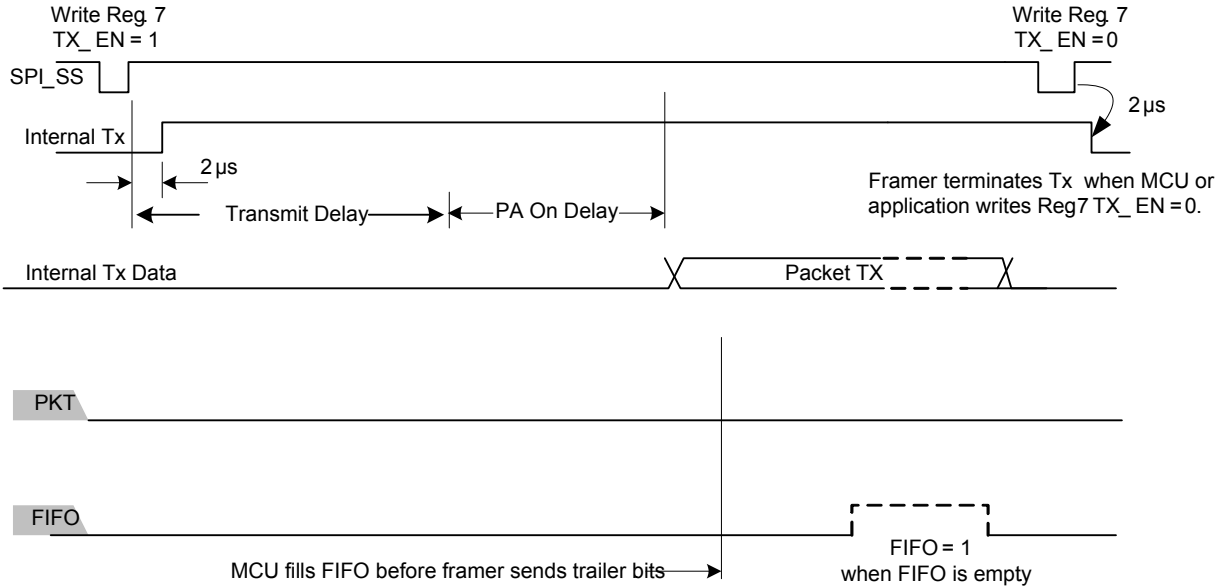 Write Reg. 7
TX_ EN = 1
Write Reg. 7
TX_ EN = 0
SPI_SS
2 µs
Internal Tx
2 µs
Framer terminates Tx when MCU or
application writes Reg7 TX_ EN = 0.
Transmit Delay
PA On Delay
Internal Tx Data
Packet TX
PKT
FIFO
FIFO = 1
when FIFO is empty
MCU fills FIFO before framer sends trailer bits